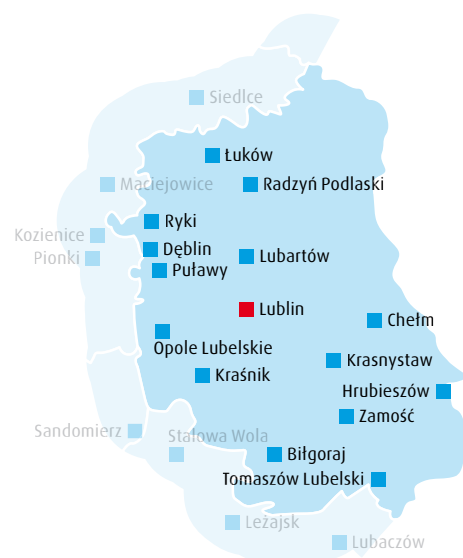 Siedlce
Łuków
Maciejowice
Radzyń Podlaski
Ryki
Kozienice
Dęblin
Pionki
Lubartów
Puławy
Lublin
Chełm
Opole Lubelskie
Krasnystaw
Kraśnik
Hrubieszów
Zamość
Sandomierz
Stalowa Wola
Biłgoraj
Tomaszów Lubelski
Leżajsk
Lubaczów